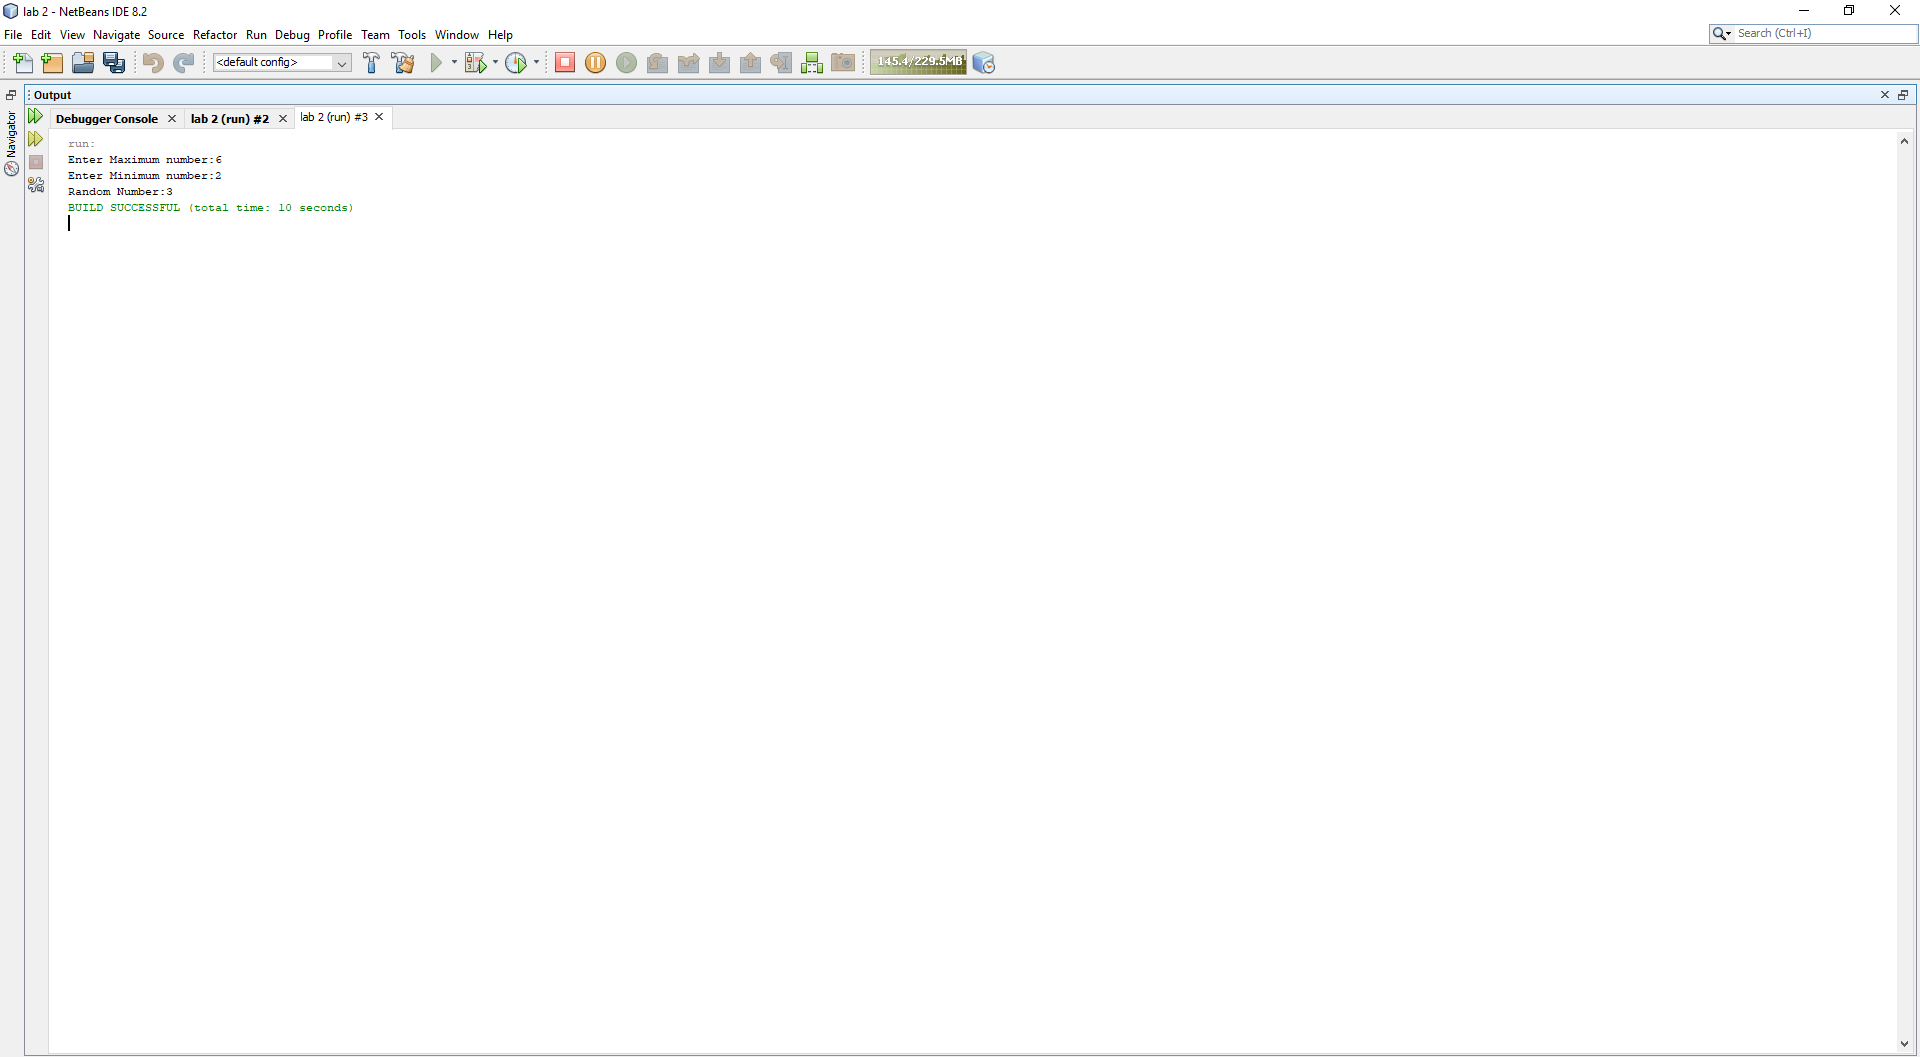 lab 2 - NetBeans IDE 8.2
File Edit View Navigate Source Refactor Run Debug Profile Team Tools Window Help
Search (Ctrl+I)
<default config>
145.4/229.5MB
Output
Navigator
Debugger Console
lab 2 (run) #2
lab 2 (run) #3
run:
Enter Maximum number:6
Enter Minimum number:2
Random Number:3
BUILD SUCCESSFUL (total time: 10 seconds)